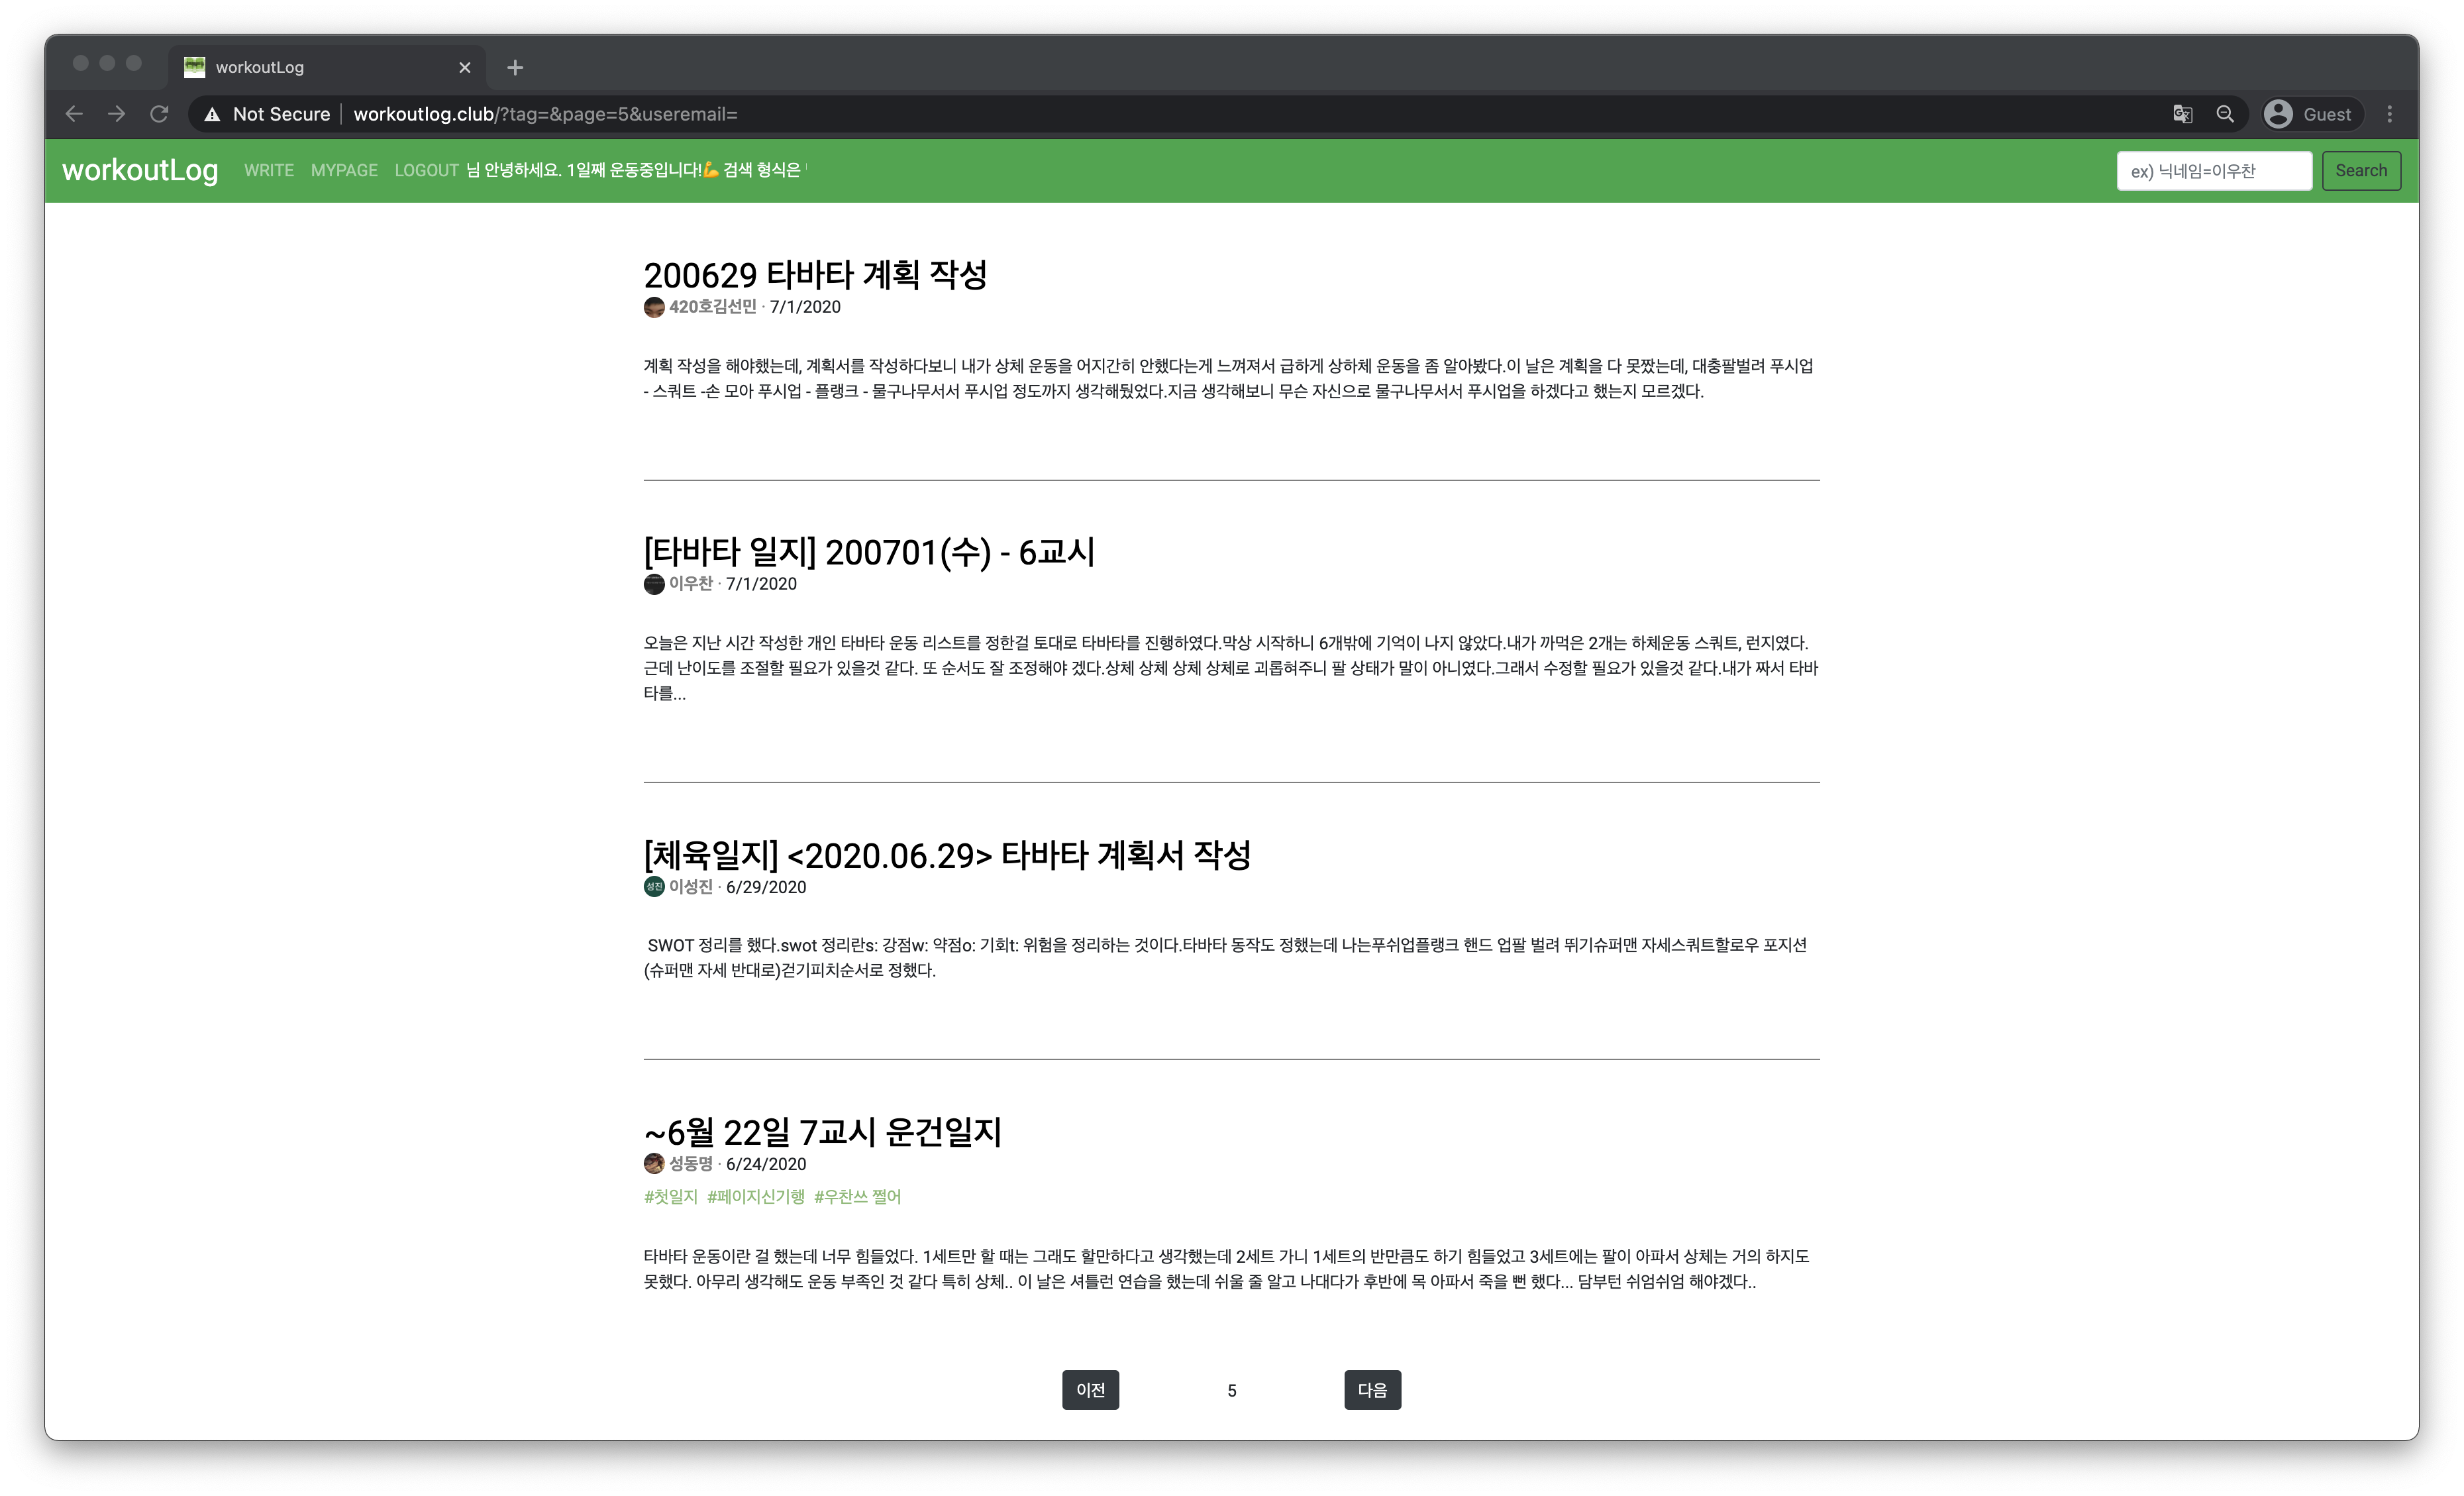 workoutLog
Not Secure workoutlog.club/?tag=&page=5&useremail=
Guest
workoutLog WRITE MYPAGE LOGOUT 님 안녕하세요. 1일째 운동중입니다!💪 검색 형식은
ex) 닉네임=이우찬 Search
200629 타바타 계획 작성
420호김선민 · 7/1/2020
계획 작성을 해야했는데, 계획서를 작성하다보니 내가 상체 운동을 어지간히 안했다는게 느껴져서 급하게 상하체 운동을 좀 알아봤다.이 날은 계획을 다 못짰는데, 대충팔벌려 푸시업
- 스쿼트 -손 모아 푸시업 - 플랭크 - 물구나무서서 푸시업 정도까지 생각해뒀었다.지금 생각해보니 무슨 자신으로 물구나무서서 푸시업을 하겠다고 했는지 모르겠다.
[타바타 일지] 200701(수) - 6교시
이우찬 · 7/1/2020
오늘은 지난 시간 작성한 개인 타바타 운동 리스트를 정한걸 토대로 타바타를 진행하였다.막상 시작하니 6개밖에 기억이 나지 않았다.내가 까먹은 2개는 하체운동 스쿼트, 런지였다.
근데 난이도를 조절할 필요가 있을것 같다. 또 순서도 잘 조정해야 겠다.상체 상체 상체 상체로 괴롭혀주니 팔 상태가 말이 아니였다.그래서 수정할 필요가 있을것 같다.내가 짜서 타바
타를...
[체육일지] <2020.06.29> 타바타 계획서 작성
성진 이성진 · 6/29/2020
SWOT 정리를 했다.swot 정리란s: 강점w: 약점o: 기회t: 위험을 정리하는 것이다.타바타 동작도 정했는데 나는푸쉬업플랭크 핸드 업팔 벌려 뛰기슈퍼맨 자세스쿼트할로우 포지션
(슈퍼맨 자세 반대로)걷기피치순서로 정했다.
~6월 22일 7교시 운건일지
성동명 · 6/24/2020
#첫일지 #페이지신기행 #우찬쓰 쩔어
타바타 운동이란 걸 했는데 너무 힘들었다. 1세트만 할 때는 그래도 할만하다고 생각했는데 2세트 가니 1세트의 반만큼도 하기 힘들었고 3세트에는 팔이 아파서 상체는 거의 하지도
못했다. 아무리 생각해도 운동 부족인 것 같다 특히 상체.. 이 날은 셔틀런 연습을 했는데 쉬울 줄 알고 나대다가 후반에 목 아파서 죽을 뻔 했다... 담부턴 쉬엄쉬엄 해야겠다..
이전 5 다음